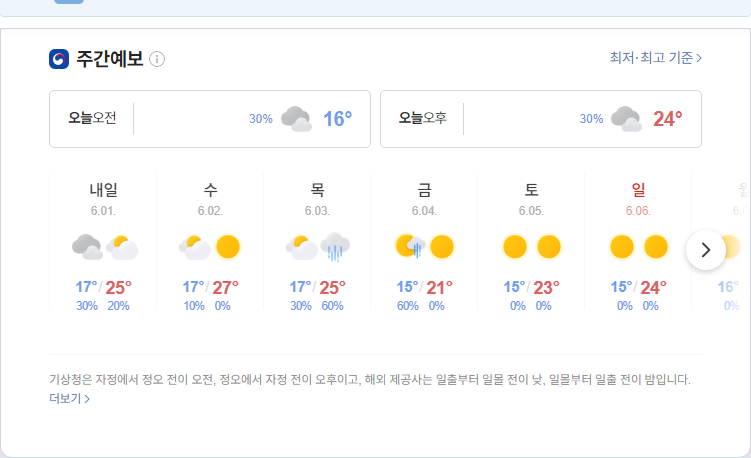 주간예보
최저·최고 기준
오늘오전 30% 16°
오늘오후 30% 24°
내일 수 목 금 토 일
6.01. 6.02. 6.03. 6.04. 6.05. 6.06.
17°/25° 17°/27° 17°/25° 15°/21° 15°/23° 15°/24° 16°
30% 20% 10% 0% 30% 60% 60% 0% 0% 0% 0% 0% 0%
기상청은 자정에서 정오 전이 오전, 정오에서 자정 전이 오후이고, 해외 제공사는 일출부터 일몰 전이 낮, 일몰부터 일출 전이 밤입니다.
더보기